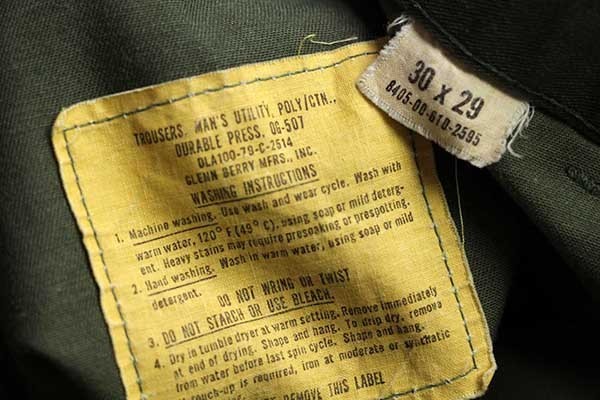 30 x 29
8405-00-610-2595
TROUSERS, MAN'S UTILITY, POLY/CTN.,
DURABLE PRESS, OG-507
DLA100-79-C-2514
GLENN BERRY MFRS., INC.
WASHING INSTRUCTIONS
1. Machine washing. Use wash and wear cycle. Wash with
warm water, 120° F (49° C), using soap or mild deterg-
ent. Heavy stains may require presoaking or prespotting.
2. Hand washing. Wash in warm water, using soap or mild
detergent.
DO NOT WRING OR TWIST
3. DO NOT STARCH OR USE BLEACH.
4. Dry in tumble dryer at warm setting. Remove immediately
at end of drying. Shape and hang. To drip dry, remove
from water before last spin cycle. Shape and hang.
touch-up is required, iron at moderate or synthetic
REMOVE THIS LABEL